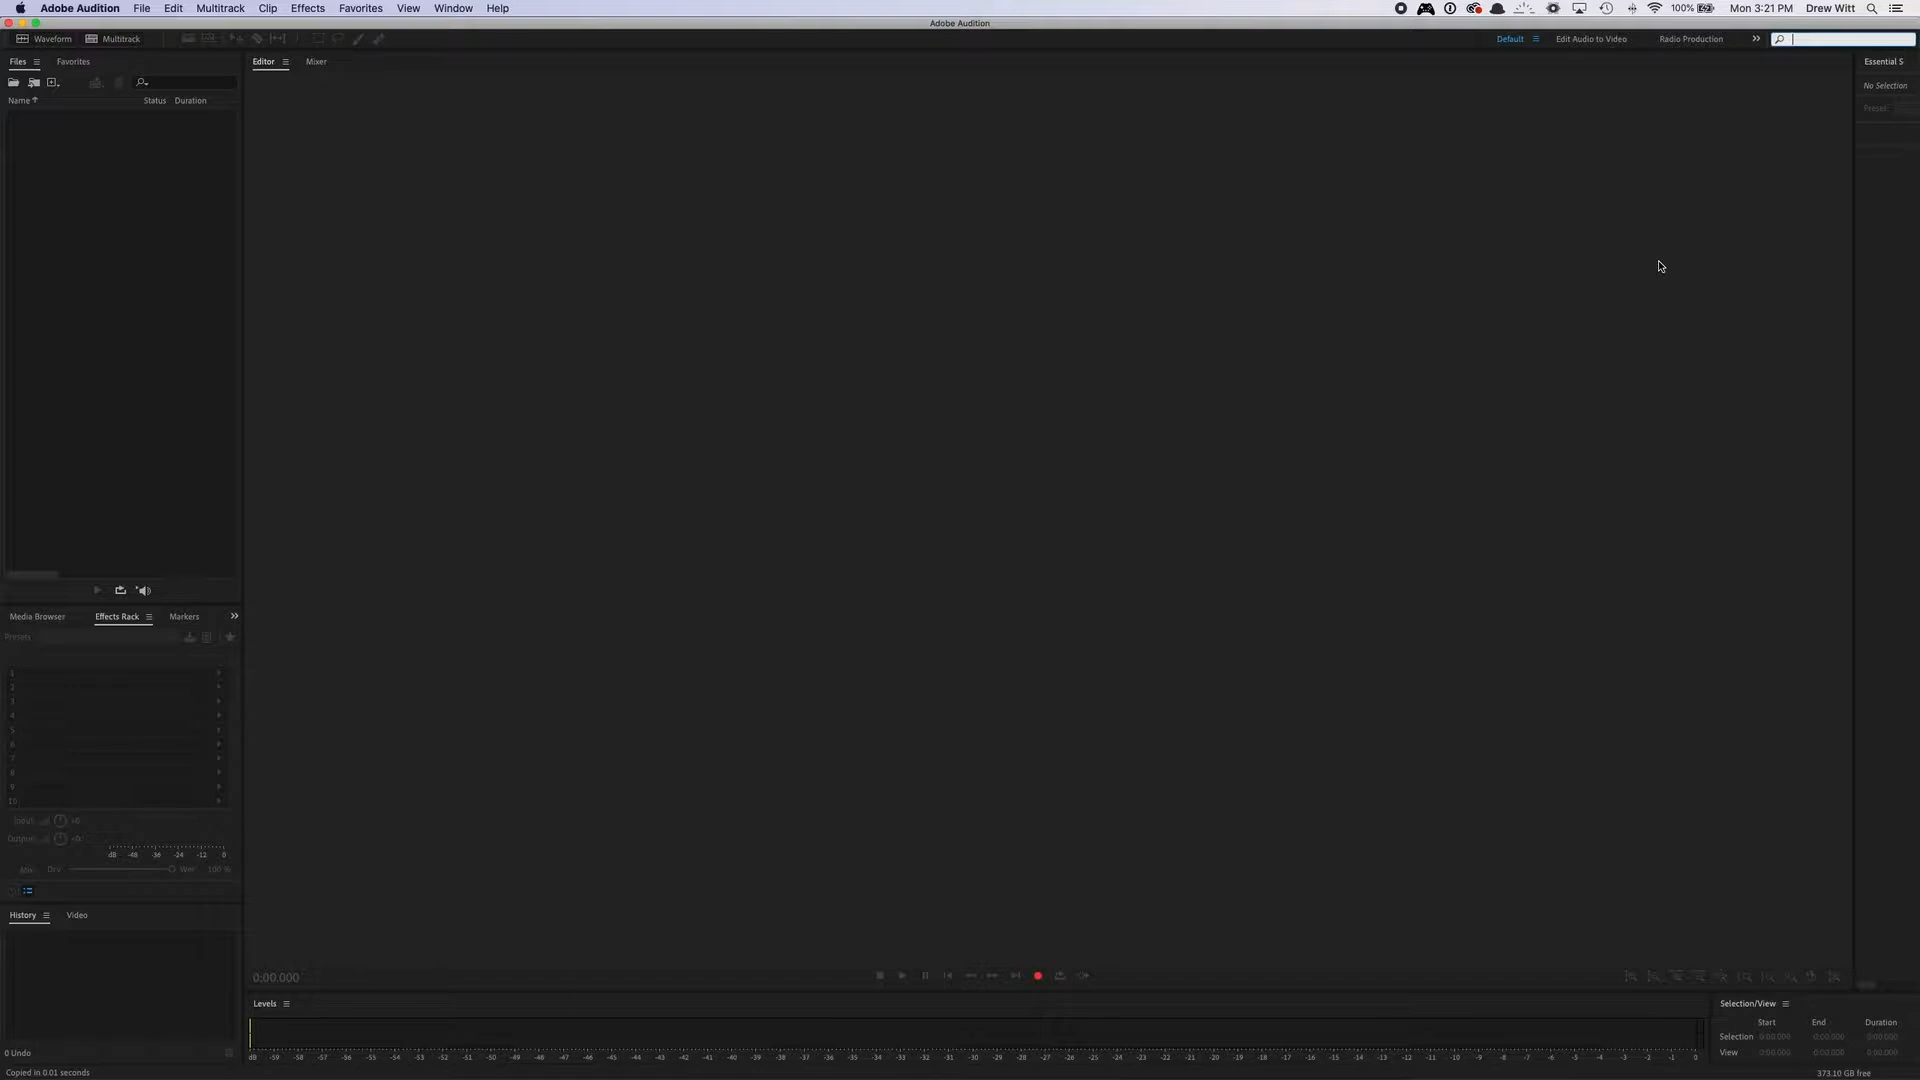 Adobe Audition File Edit Multitrack Clip Effects Favorites View Window Help 100% Mon 3:21 PM Drew Witt
Adobe Audition
Waveform Multitrack Default Edit Audio to Video Radio Production
Files Favorites Editor Mixer Essential S
No Selection
Name Status Duration
Preset:
Media Browser Effects Rack Markers
Presets
1
2
3
4
5
6
7
8
9
10
Input: +0
Output: +0
dB -48 -36 -24 -12 0
Mix: Dry Wet 100 %
History Video
0:00.000
Levels
Selection/View
Start End Duration
Selection 0:00.000 0:00.000 0:00.000
View 0:00.000 0:00.000 0:00.000
dB -59 -58 -57 -56 -55 -54 -53 -52 -51 -50 -49 -48 -47 -46 -45 -44 -43 -42 -41 -40 -39 -38 -37 -36 -35 -34 -33 -32 -31 -30 -29 -28 -27 -26 -25 -24 -23 -22 -21 -20 -19 -18 -17 -16 -15 -14 -13 -12 -11 -10 -9 -8 -7 -6 -5 -4 -3 -2 -1 0
0 Undo
Copied in 0.01 seconds
373.10 GB free